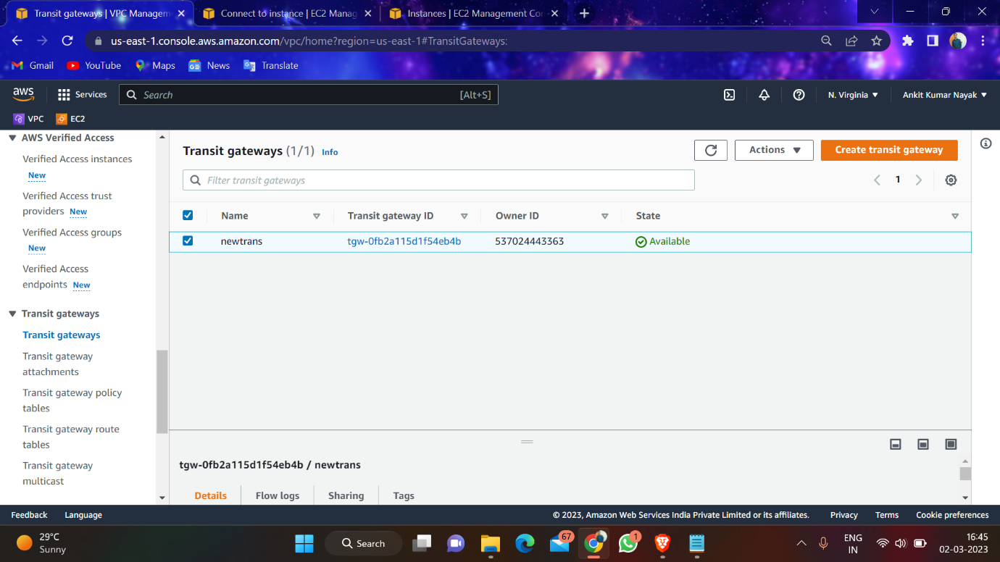 Transit gateways | VPC Managem
Connect to instance | EC2 Manag
Instances | EC2 Management Con
us-east-1.console.aws.amazon.com/vpc/home?region=us-east-1#TransitGateways:
Gmail YouTube Maps News Translate
aws Services Search [Alt+S] N. Virginia Ankit Kumar Nayak
VPC EC2
AWS Verified Access
Verified Access instances
New
Verified Access trust
providers New
Verified Access groups
New
Verified Access
endpoints New
Transit gateways
Transit gateways
Transit gateway
attachments
Transit gateway policy
tables
Transit gateway route
tables
Transit gateway
multicast
Transit gateways (1/1) Info
Actions Create transit gateway
Filter transit gateways
1
Name Transit gateway ID Owner ID State
newtrans tgw-0fb2a115d1f54eb4b 537024443363 Available
tgw-0fb2a115d1f54eb4b / newtrans
Details Flow logs Sharing Tags
Feedback Language © 2023, Amazon Web Services India Private Limited or its affiliates. Privacy Terms Cookie preferences
29°C
Sunny
Search
67
1
ENG
IN
16:45
02-03-2023